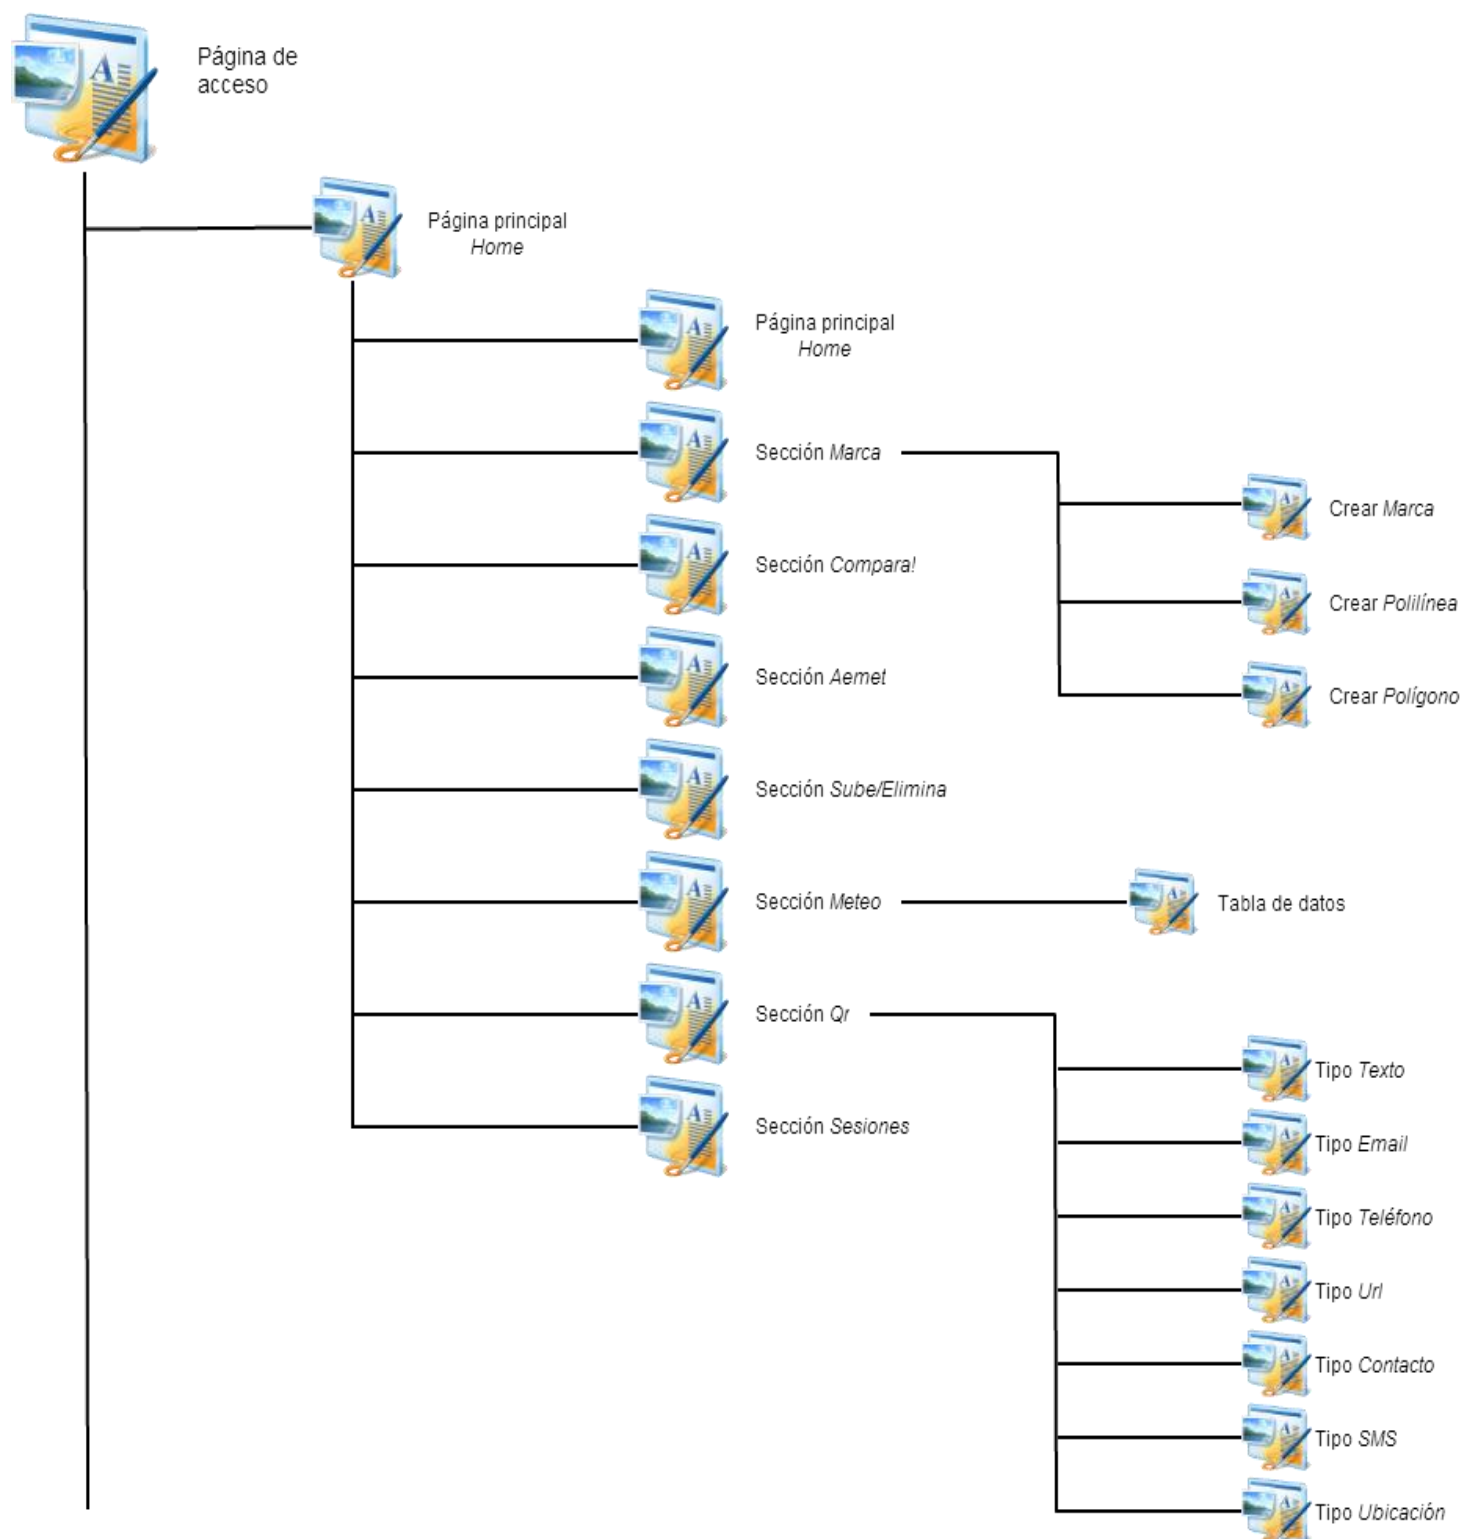 Página de
acceso
Página principal
Home
Página principal
Home
Sección Marca
Crear Marca
Sección Compara!
Crear Polilínea
Sección Aemet
Crear Polígono
Sección Sube/Elimina
Sección Meteo
Tabla de datos
Sección Qr
Tipo Texto
Sección Sesiones
Tipo Email
Tipo Teléfono
Tipo Url
Tipo Contacto
Tipo SMS
Tipo Ubicación